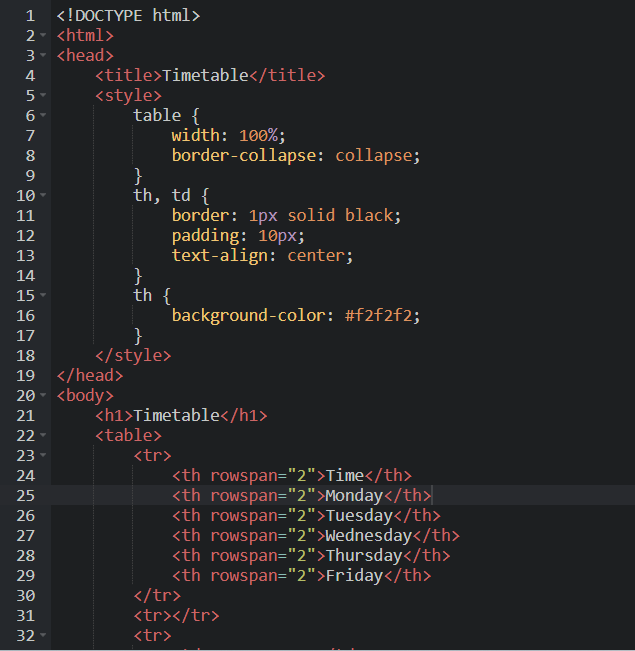 1 <!DOCTYPE html>
2 <html>
3 <head>
4 <title>Timetable</title>
5 <style>
6 table {
7 width: 100%;
8 border-collapse: collapse;
9 }
10 th, td {
11 border: 1px solid black;
12 padding: 10px;
13 text-align: center;
14 }
15 th {
16 background-color: #f2f2f2;
17 }
18 </style>
19 </head>
20 <body>
21 <h1>Timetable</h1>
22 <table>
23 <tr>
24 <th rowspan="2">Time</th>
25 <th rowspan="2">Monday</th>
26 <th rowspan="2">Tuesday</th>
27 <th rowspan="2">Wednesday</th>
28 <th rowspan="2">Thursday</th>
29 <th rowspan="2">Friday</th>
30 </tr>
31 <tr></tr>
32 <tr>